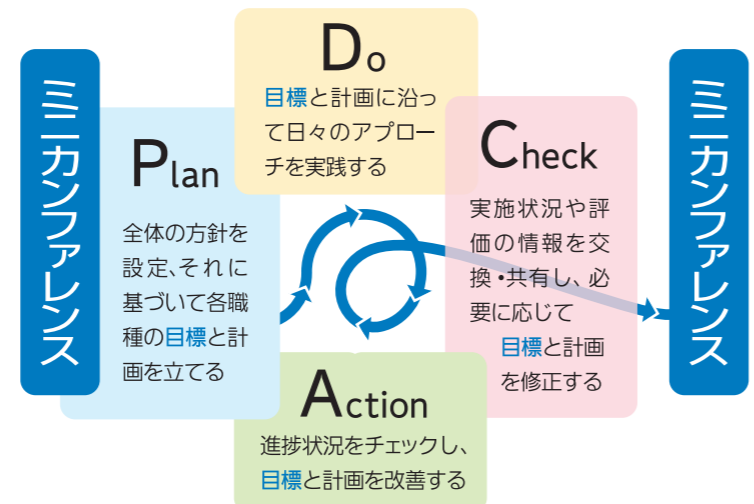 ミニカンファレンス
Plan
全体の方針を
設定、それに
基づいて各職
種の目標と計
画を立てる
Do
目標と計画に沿っ
て日々のアプロー
チを実践する
Check
実施状況や評
価の情報を交
換・共有し、必
要に応じて
目標と計画
を修正する
Action
進捗状況をチェックし、
目標と計画を改善する
ミニカンファレンス